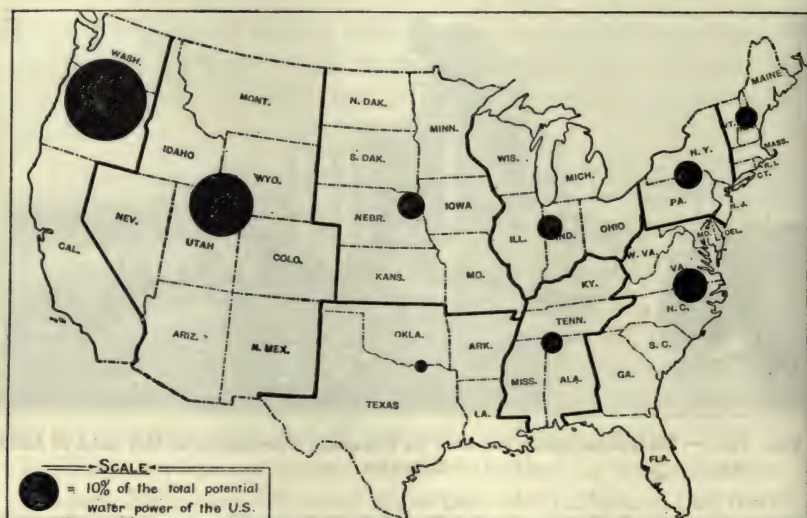 WASH.
MONT.
N. DAK.
MINN.
MAINE
VT.
IDAHO
S. DAK.
WIS.
MICH.
N.Y.
MASS.
R.I.
CT.
WYO.
NEBR.
IOWA
PA.
N.J.
NEV.
UTAH
ILL.
IND.
OHIO
MD.
DEL.
W. VA.
CAL.
COLO.
KANS.
MO.
KY.
VA.
N.C.
TENN.
ARIZ.
N. MEX.
OKLA.
ARK.
S.C.
MISS.
ALA.
GA.
TEXAS
LA.
FLA.
SCALE
= 10% of the total potential
water power of the U.S.